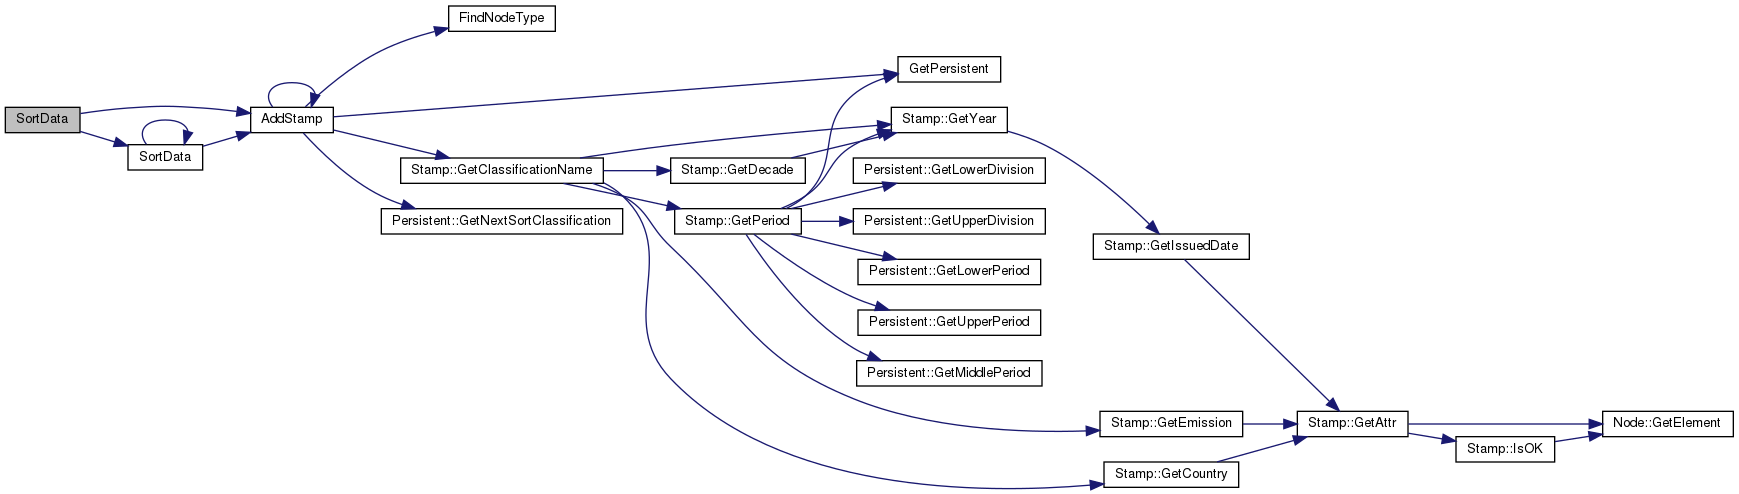 FindNodeType
GetPersistent
SortData
AddStamp
Stamp::GetYear
SortData
Stamp::GetClassificationName
Stamp::GetDecade
Persistent::GetLowerDivision
Persistent::GetNextSortClassification
Stamp::GetPeriod
Persistent::GetUpperDivision
Stamp::GetIssuedDate
Persistent::GetLowerPeriod
Persistent::GetUpperPeriod
Persistent::GetMiddlePeriod
Stamp::GetEmission
Stamp::GetAttr
Node::GetElement
Stamp::IsOK
Stamp::GetCountry